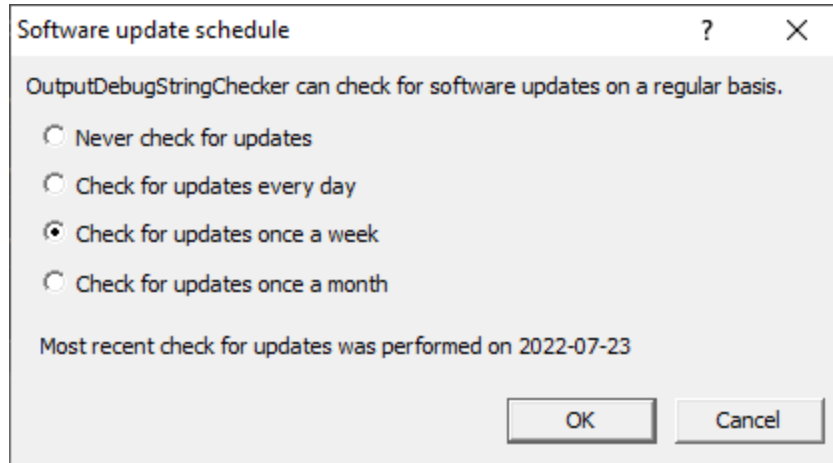 Software update schedule
OutputDebugStringChecker can check for software updates on a regular basis.
Never check for updates
Check for updates every day
Check for updates once a week
Check for updates once a month
Most recent check for updates was performed on 2022-07-23
OK Cancel